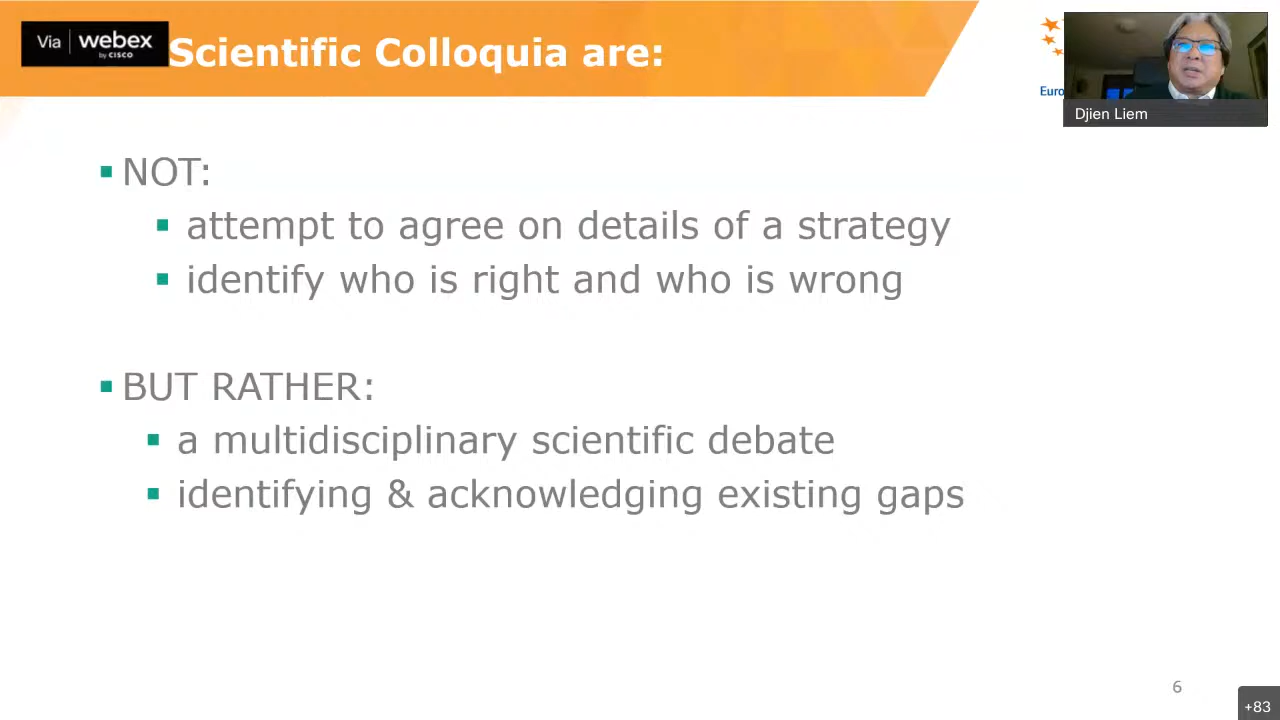 Via webex
by CISCO
Scientific Colloquia are:
Djien Liem
NOT:
attempt to agree on details of a strategy
identify who is right and who is wrong
BUT RATHER:
a multidisciplinary scientific debate
identifying & acknowledging existing gaps
6
+83